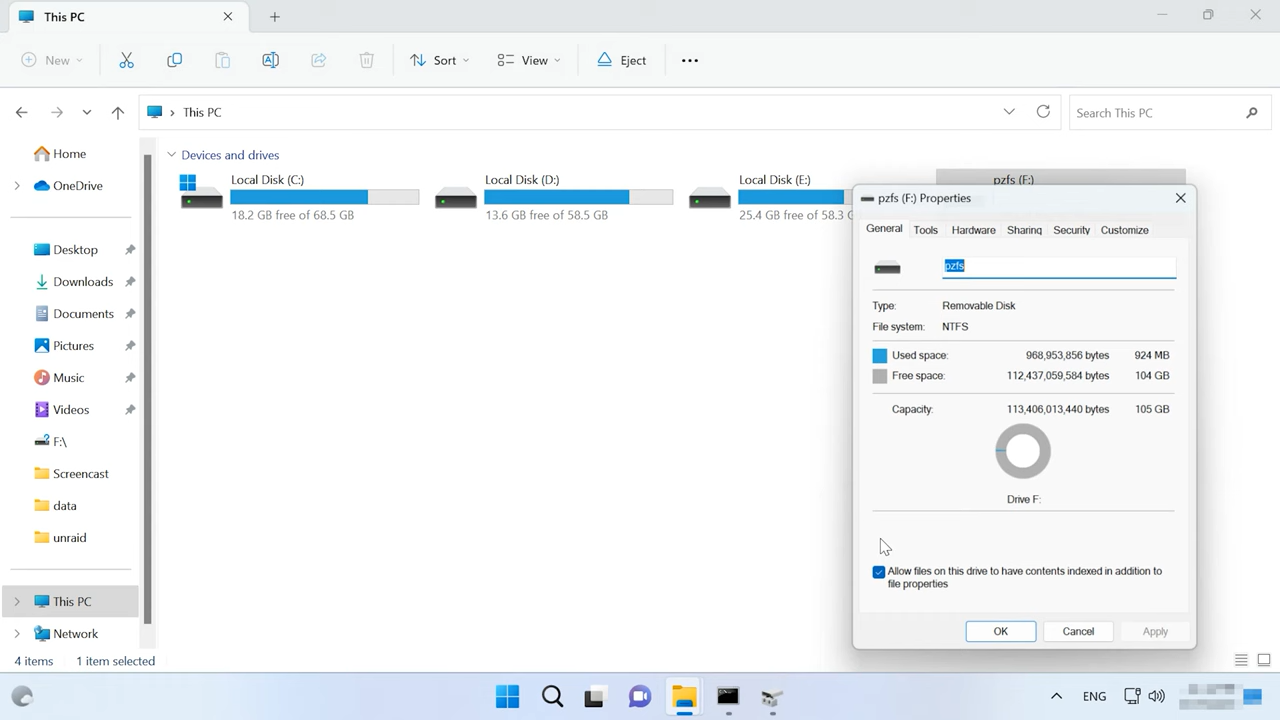 This PC
New
Sort
View
Eject
This PC
Search This PC
Home
OneDrive
Desktop
Downloads
Documents
Pictures
Music
Videos
F:\
Screencast
data
unraid
This PC
Network
Devices and drives
Local Disk (C:)
18.2 GB free of 68.5 GB
Local Disk (D:)
13.6 GB free of 58.5 GB
Local Disk (E:)
25.4 GB free of 58.3 G
pzfs (F:)
pzfs (F:) Properties
General Tools Hardware Sharing Security Customize
pzfs
Type: Removable Disk
File system: NTFS
Used space: 968,953,856 bytes 924 MB
Free space: 112,437,059,584 bytes 104 GB
Capacity: 113,406,013,440 bytes 105 GB
Drive F:
Allow files on this drive to have contents indexed in addition to
file properties
OK Cancel Apply
4 items 1 item selected
ENG